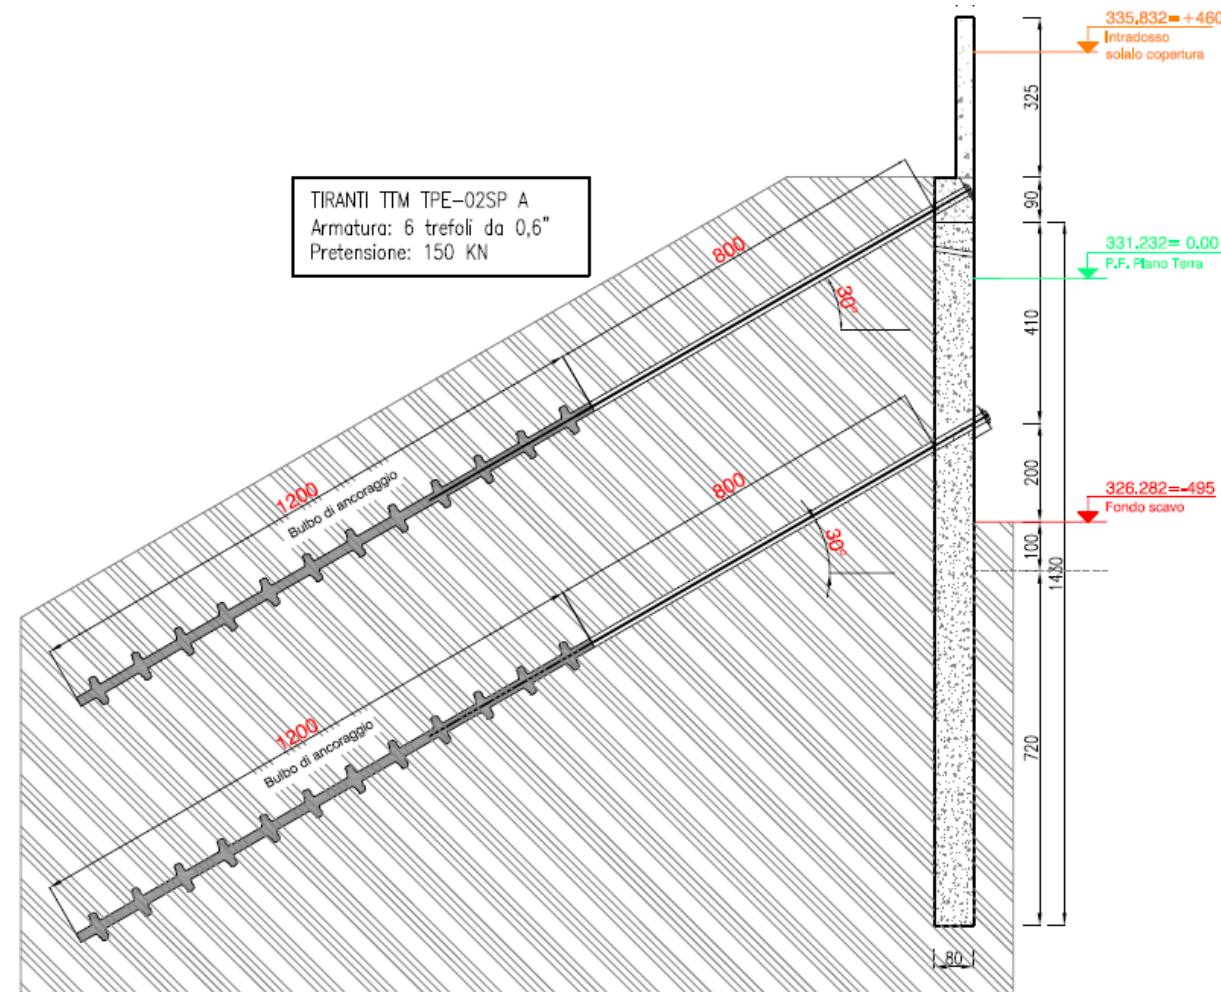 335.832=+460
Intradosso
solaio copertura
325
TIRANTI TTM TPE-02SP A
Armatura: 6 trefoli da 0,6"
Pretensione: 150 KN
90
800
331.232= 0.00
P.F. Piano Terra
30°
410
1200
Bulbo di ancoraggio
800
200
326.282=-495
Fondo scavo
30°
100
1430
1200
Bulbo di ancoraggio
720
80